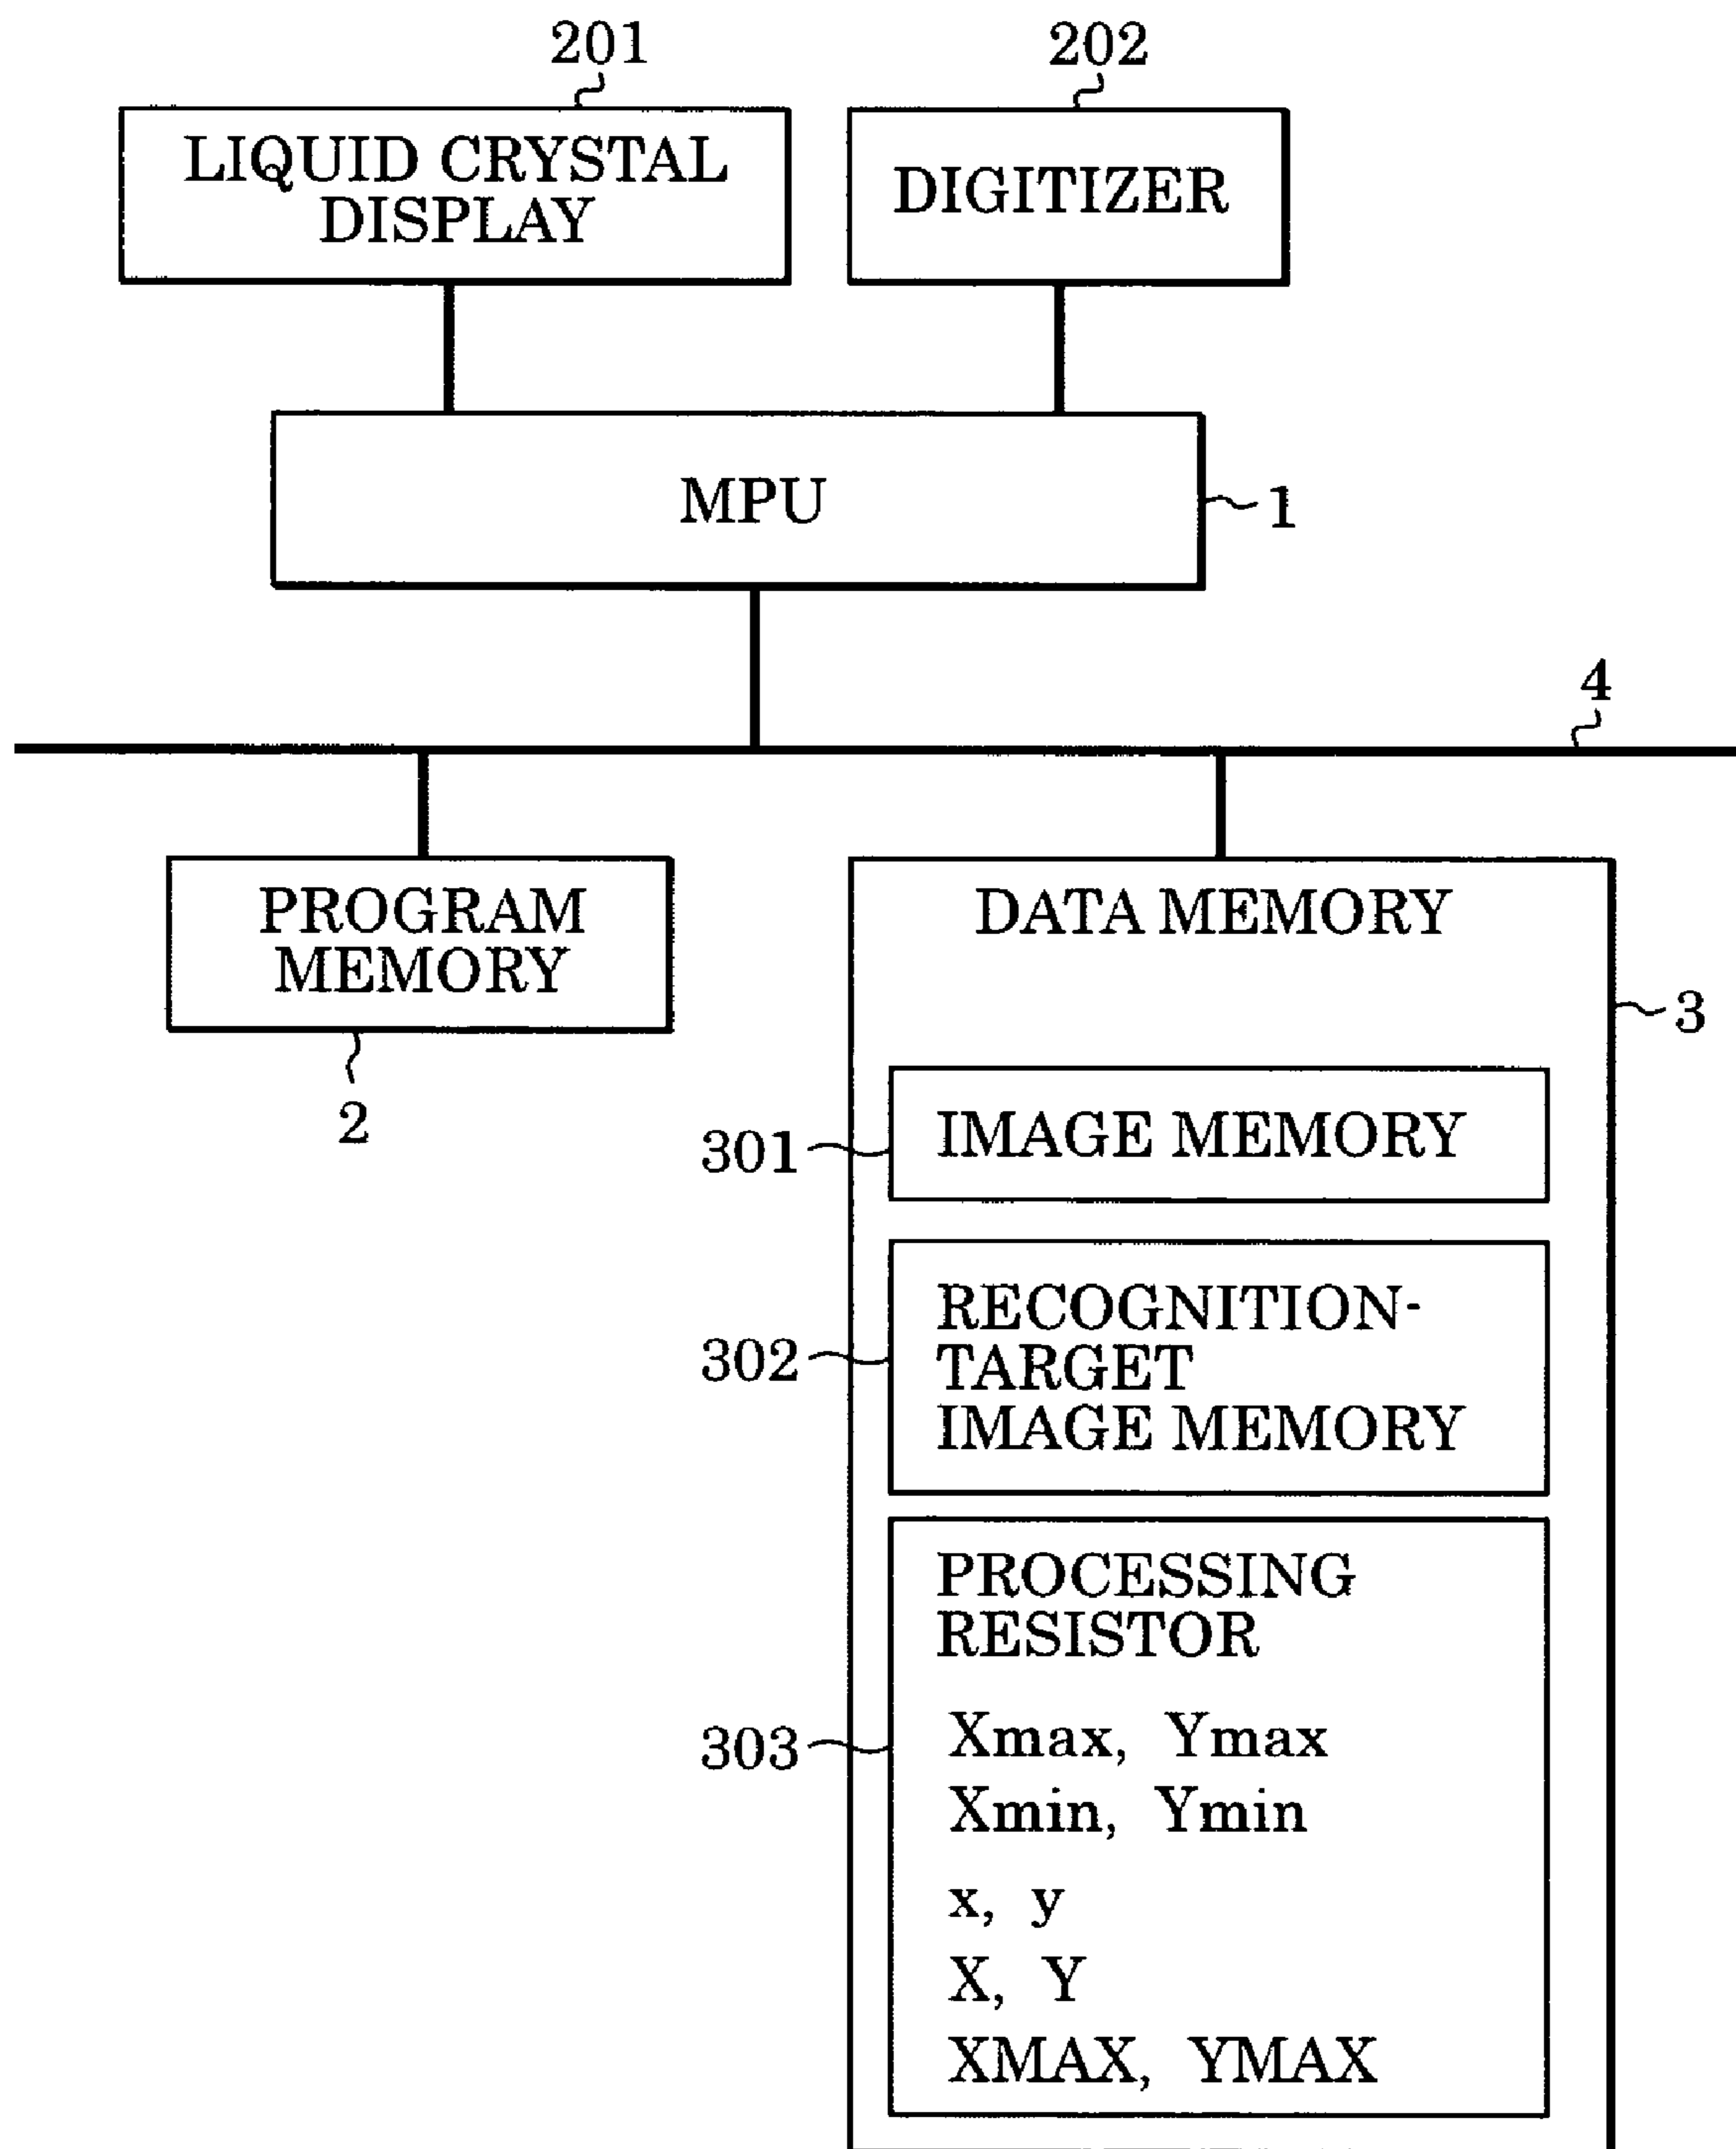 201
202
LIQUID CRYSTAL
DISPLAY
DIGITIZER
MPU
1
4
PROGRAM
MEMORY
2
DATA MEMORY
3
301
IMAGE MEMORY
302
RECOGNITION-
TARGET
IMAGE MEMORY
303
PROCESSING
RESISTOR
Xmax, Ymax
Xmin, Ymin
x, y
X, Y
XMAX, YMAX